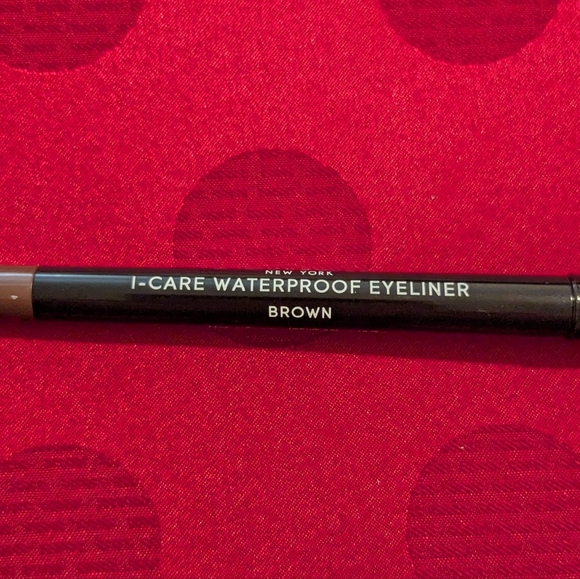 NEW YORK
I-CARE WATERPROOF EYELINER
BROWN